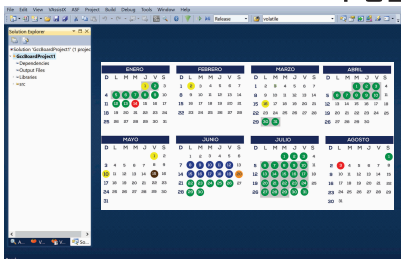 File Edit View VAssistX ASF Project Build Debug Tools Window Help
Release volatile
Solution Explorer
Solution 'GccBoardProject1' (1 projec
GccBoardProject1
Dependencies
Output Files
Libraries
src
ENERO FEBRERO MARZO ABRIL
D L M M J V S D L M M J V S D L M M J V S D L M M J V S
1 2 3 1 2 3 4 5 6 7 1 2 3 4 5 6 7 1 2 3 4
4 5 6 7 8 9 10 8 9 10 11 12 13 14 8 9 10 11 12 13 14 5 6 7 8 9 10 11
11 12 13 14 15 16 17 15 16 17 18 19 20 21 15 16 17 18 19 20 21 12 13 14 15 16 17 18
18 19 20 21 22 23 24 22 23 24 25 26 27 28 22 23 24 25 26 27 28 19 20 21 22 23 24 25
25 26 27 28 29 30 31 29 30 31 26 27 28 29 30
MAYO JUNIO JULIO AGOSTO
D L M M J V S D L M M J V S D L M M J V S D L M M J V S
1 2 1 2 3 4 5 6 1 2 3 4 1
3 4 5 6 7 8 9 7 8 9 10 11 12 13 5 6 7 8 9 10 11 2 3 4 5 6 7 8
10 11 12 13 14 15 16 14 15 16 17 18 19 20 12 13 14 15 16 17 18 9 10 11 12 13 14 15
17 18 19 20 21 22 23 21 22 23 24 25 26 27 19 20 21 22 23 24 25 16 17 18 19 20 21 22
24 25 26 27 28 29 30 28 29 30 26 27 28 29 30 31 23 24 25 26 27 28 29
31 30 31
A... V... V... So...